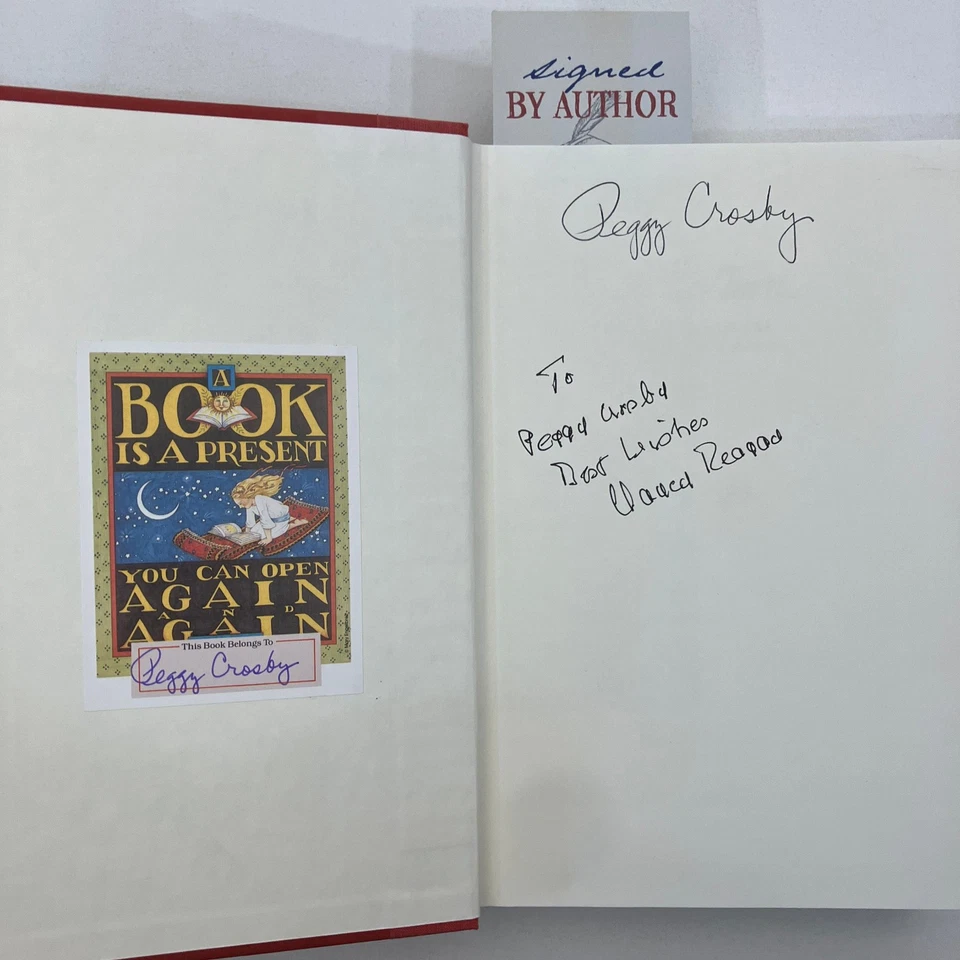 signed
BY AUTHOR
Peggy Crosby
To
Peggy Crosby
Best Wishes
Nancy Reagan
A
BOOK
IS A PRESENT
YOU CAN OPEN
AGAIN
AND
AGAIN
This Book Belongs To
Peggy Crosby